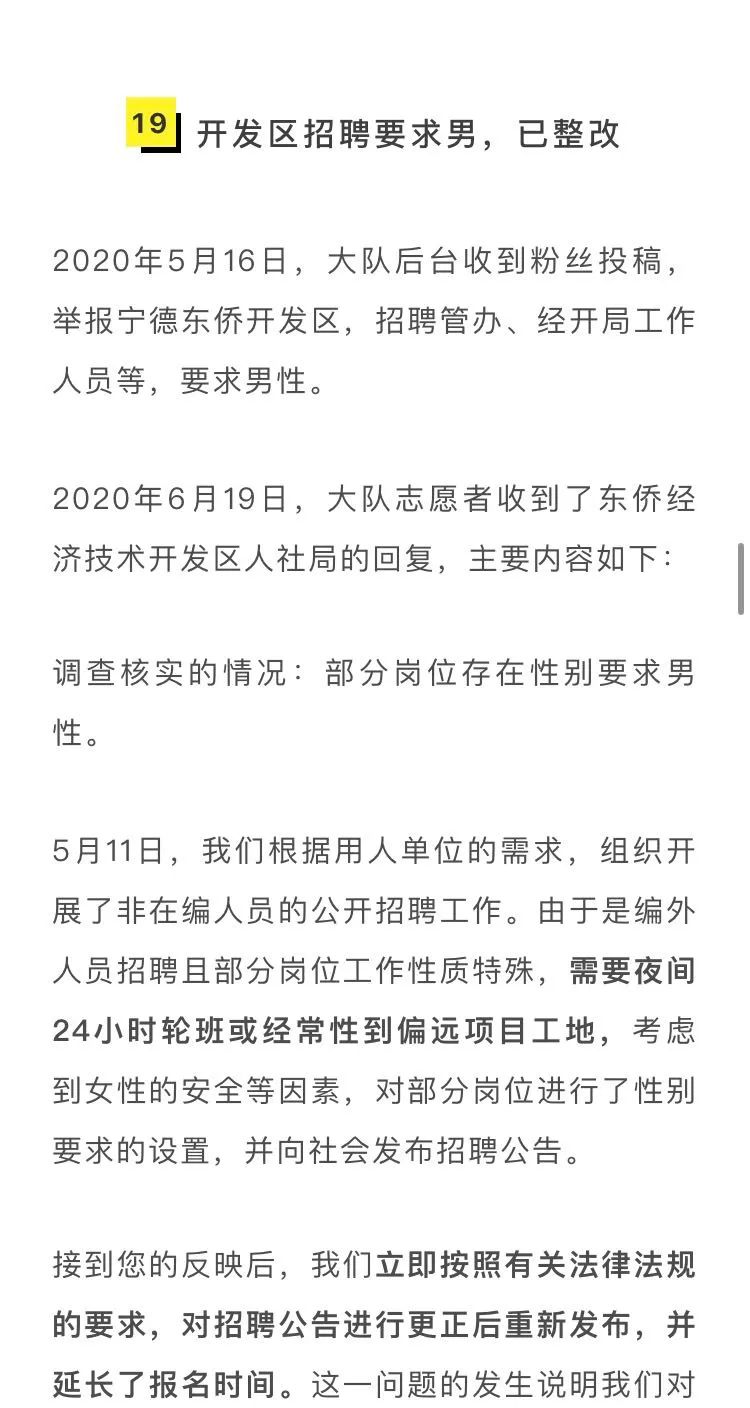 19 开发区招聘要求男，已整改
2020年5月16日，大队后台收到粉丝投稿，
举报宁德东侨开发区，招聘管办、经开局工作
人员等，要求男性。
2020年6月19日，大队志愿者收到了东侨经
济技术开发区人社局的回复，主要内容如下：
调查核实的情况：部分岗位存在性别要求男
性。
5月11日，我们根据用人单位的需求，组织开
展了非在编人员的公开招聘工作。由于是编外
人员招聘且部分岗位工作性质特殊，需要夜间
24小时轮班或经常性到偏远项目工地，考虑
到女性的安全等因素，对部分岗位进行了性别
要求的设置，并向社会发布招聘公告。
接到您的反映后，我们立即按照有关法律法规
的要求，对招聘公告进行更正后重新发布，并
延长了报名时间。这一问题的发生说明我们对